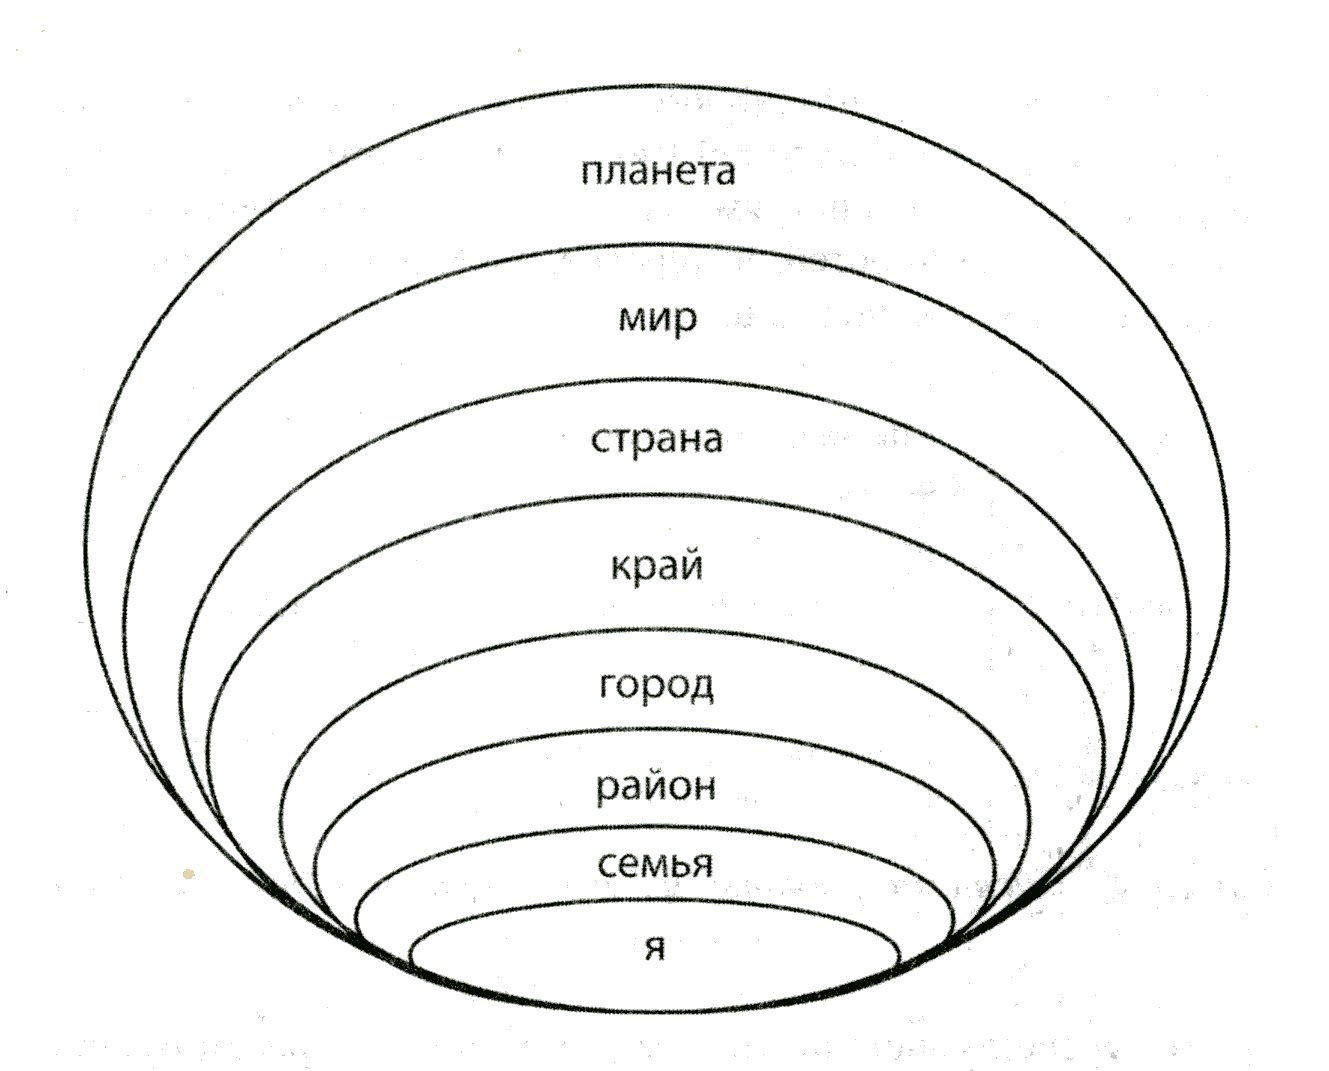 планета
мир
страна
край
город
район
семья
я